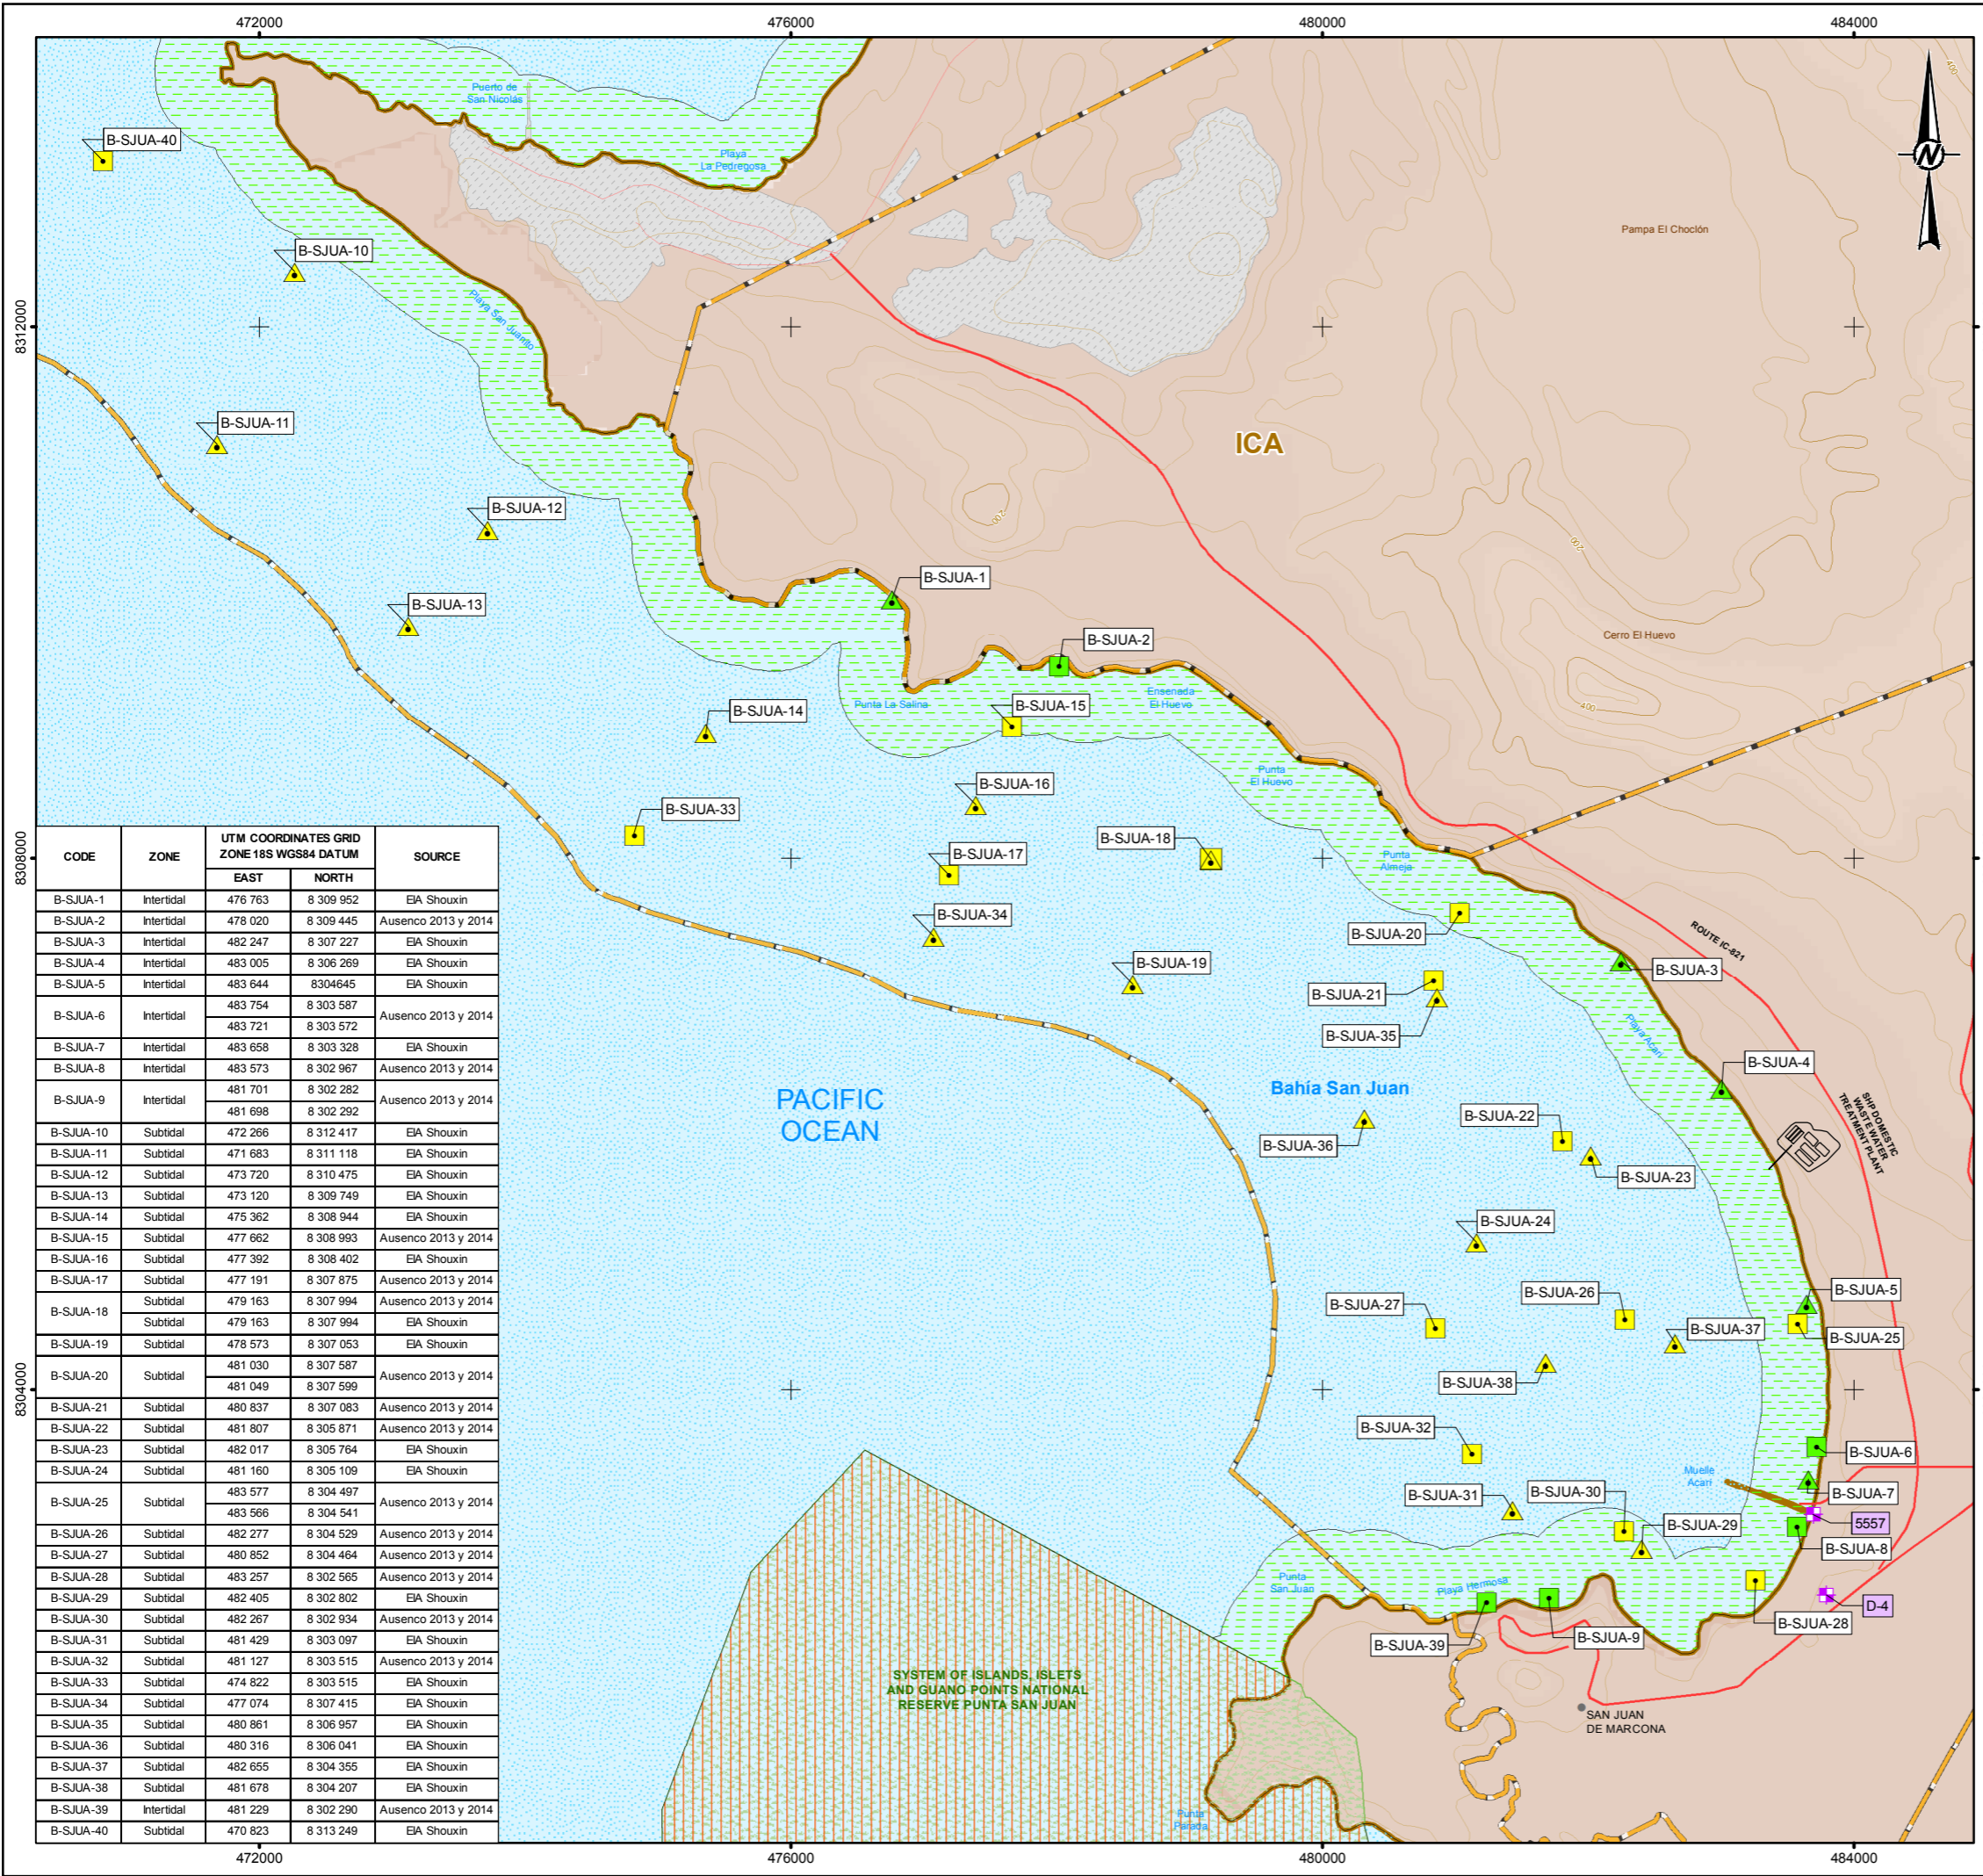 472000 476000 480000 484000
Puerto de
San Nicolás
B-SJUA-40
Playa
La Pedregosa
400
N
Pampa El Choclón
B-SJUA-10
Playa San Juanito
8312000
B-SJUA-11
ICA
B-SJUA-12
200
200
B-SJUA-1
B-SJUA-13
B-SJUA-2
Cerro El Huevo
Ensenada
El Huevo
Punta La Salina
B-SJUA-15
B-SJUA-14
400
Punta
El Huevo
B-SJUA-16
B-SJUA-33
B-SJUA-18
B-SJUA-17
Punta
Almeja
8308000
B-SJUA-34
B-SJUA-20
ROUTE IC-821
B-SJUA-19
B-SJUA-3
B-SJUA-21
B-SJUA-35
Playa Acari
B-SJUA-4
Bahía San Juan
PACIFIC
OCEAN
B-SJUA-22
SHP DOMESTIC
WASTE WATER
TREATMENT PLANT
B-SJUA-36
B-SJUA-23
B-SJUA-24
B-SJUA-5
B-SJUA-27
B-SJUA-26
B-SJUA-37
B-SJUA-25
B-SJUA-38
8304000
B-SJUA-32
B-SJUA-6
Muelle
Acarí
B-SJUA-31
B-SJUA-30
B-SJUA-7
B-SJUA-29
5557
B-SJUA-8
Punta
San Juan
Playa Hermosa
D-4
B-SJUA-28
B-SJUA-39
B-SJUA-9
SYSTEM OF ISLANDS, ISLETS
AND GUANO POINTS NATIONAL
RESERVE PUNTA SAN JUAN
SAN JUAN
DE MARCONA
Punta
Parada
CODE ZONE UTM COORDINATES GRID ZONE 18S WGS84 DATUM SOURCE
EAST NORTH
B-SJUA-1 Intertidal 476 763 8 309 952 EIA Shouxin
B-SJUA-2 Intertidal 478 020 8 309 445 Ausenco 2013 y 2014
B-SJUA-3 Intertidal 482 247 8 307 227 EIA Shouxin
B-SJUA-4 Intertidal 483 005 8 306 269 EIA Shouxin
B-SJUA-5 Intertidal 483 644 8304645 EIA Shouxin
B-SJUA-6 Intertidal 483 754 8 303 587 Ausenco 2013 y 2014
483 721 8 303 572
B-SJUA-7 Intertidal 483 658 8 303 328 EIA Shouxin
B-SJUA-8 Intertidal 483 573 8 302 967 Ausenco 2013 y 2014
B-SJUA-9 Intertidal 481 701 8 302 282 Ausenco 2013 y 2014
481 698 8 302 292
B-SJUA-10 Subtidal 472 266 8 312 417 EIA Shouxin
B-SJUA-11 Subtidal 471 683 8 311 118 EIA Shouxin
B-SJUA-12 Subtidal 473 720 8 310 475 EIA Shouxin
B-SJUA-13 Subtidal 473 120 8 309 749 EIA Shouxin
B-SJUA-14 Subtidal 475 362 8 308 944 EIA Shouxin
B-SJUA-15 Subtidal 477 662 8 308 993 Ausenco 2013 y 2014
B-SJUA-16 Subtidal 477 392 8 308 402 EIA Shouxin
B-SJUA-17 Subtidal 477 191 8 307 875 Ausenco 2013 y 2014
B-SJUA-18 Subtidal 479 163 8 307 994 Ausenco 2013 y 2014
Subtidal 479 163 8 307 994 EIA Shouxin
B-SJUA-19 Subtidal 478 573 8 307 053 EIA Shouxin
B-SJUA-20 Subtidal 481 030 8 307 587 Ausenco 2013 y 2014
481 049 8 307 599
B-SJUA-21 Subtidal 480 837 8 307 083 Ausenco 2013 y 2014
B-SJUA-22 Subtidal 481 807 8 305 871 Ausenco 2013 y 2014
B-SJUA-23 Subtidal 482 017 8 305 764 EIA Shouxin
B-SJUA-24 Subtidal 481 160 8 305 109 EIA Shouxin
B-SJUA-25 Subtidal 483 577 8 304 497 Ausenco 2013 y 2014
483 566 8 304 541
B-SJUA-26 Subtidal 482 277 8 304 529 Ausenco 2013 y 2014
B-SJUA-27 Subtidal 480 852 8 304 464 Ausenco 2013 y 2014
B-SJUA-28 Subtidal 483 257 8 302 565 Ausenco 2013 y 2014
B-SJUA-29 Subtidal 482 405 8 302 802 EIA Shouxin
B-SJUA-30 Subtidal 482 267 8 302 934 Ausenco 2013 y 2014
B-SJUA-31 Subtidal 481 429 8 303 097 EIA Shouxin
B-SJUA-32 Subtidal 481 127 8 303 515 Ausenco 2013 y 2014
B-SJUA-33 Subtidal 474 822 8 303 515 EIA Shouxin
B-SJUA-34 Subtidal 477 074 8 307 415 EIA Shouxin
B-SJUA-35 Subtidal 480 861 8 306 957 EIA Shouxin
B-SJUA-36 Subtidal 480 316 8 306 041 EIA Shouxin
B-SJUA-37 Subtidal 482 655 8 304 355 EIA Shouxin
B-SJUA-38 Subtidal 481 678 8 304 207 EIA Shouxin
B-SJUA-39 Intertidal 481 229 8 302 290 Ausenco 2013 y 2014
B-SJUA-40 Subtidal 470 823 8 313 249 EIA Shouxin
472000 476000 480000 484000